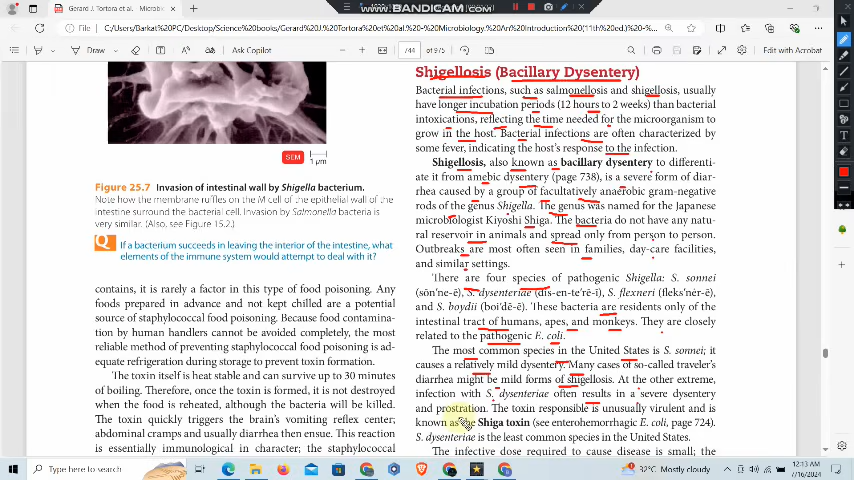 Gerard J. Tortora et al. - Microbi
www.BANDICAM.com
File
C:/Users/Barkat%20PC/Desktop/Science%20books/Gerard%20J.%20Tortora%20et%20al.%20-%20Microbiology.%20An%20Introduction%20(11th%20ed.)%20-%...
Draw
Ask Copilot
744
of 975
Edit with Acrobat
SEM
1 μm
Figure 25.7 Invasion of intestinal wall by Shigella bacterium.
Note how the membrane ruffles on the M cell of the epithelial wall of the
intestine surround the bacterial cell. Invasion by Salmonella bacteria is
very similar. (Also, see Figure 15.2.)
Q
If a bacterium succeeds in leaving the interior of the intestine, what
elements of the immune system would attempt to deal with it?
contains, it is rarely a factor in this type of food poisoning. Any
foods prepared in advance and not kept chilled are a potential
source of staphylococcal food poisoning. Because food contamina-
tion by human handlers cannot be avoided completely, the most
reliable method of preventing staphylococcal food poisoning is ad-
equate refrigeration during storage to prevent toxin formation.
The toxin itself is heat stable and can survive up to 30 minutes
of boiling. Therefore, once the toxin is formed, it is not destroyed
when the food is reheated, although the bacteria will be killed.
The toxin quickly triggers the brain's vomiting reflex center;
abdominal cramps and usually diarrhea then ensue. This reaction
is essentially immunological in character; the staphylococcal
Shigellosis (Bacillary Dysentery)
Bacterial infections, such as salmonellosis and shigellosis, usually
have longer incubation periods (12 hours to 2 weeks) than bacterial
intoxications, reflecting the time needed for the microorganism to
grow in the host. Bacterial infections are often characterized by
some fever, indicating the host's response to the infection.
Shigellosis, also known as bacillary dysentery to differenti-
ate it from amebic dysentery (page 738), is a severe form of diar-
rhea caused by a group of facultatively anaerobic gram-negative
rods of the genus Shigella. The genus was named for the Japanese
microbiologist Kiyoshi Shiga. The bacteria do not have any natu-
ral reservoir in animals and spread only from person to person.
Outbreaks are most often seen in families, day-care facilities,
and similar settings.
There are four species of pathogenic Shigella: S. sonnei
(sōn'ne-ē), S. dysenteriae (dis-en-te'rē-ī), S. flexneri (fleks'nėr-ē),
and S. boydii (boi'dē-ē). These bacteria are residents only of the
intestinal tract of humans, apes, and monkeys. They are closely
related to the pathogenic E. coli.
The most common species in the United States is S. sonnei; it
causes a relatively mild dysentery. Many cases of so-called traveler's
diarrhea might be mild forms of shigellosis. At the other extreme,
infection with S. dysenteriae often results in a severe dysentery
and prostration. The toxin responsible is unusually virulent and is
known as the Shiga toxin (see enterohemorrhagic E. coli, page 724).
S. dysenteriae is the least common species in the United States.
The infective dose required to cause disease is small; the
Type here to search
32°C Mostly cloudy
12:13 AM
7/16/2024